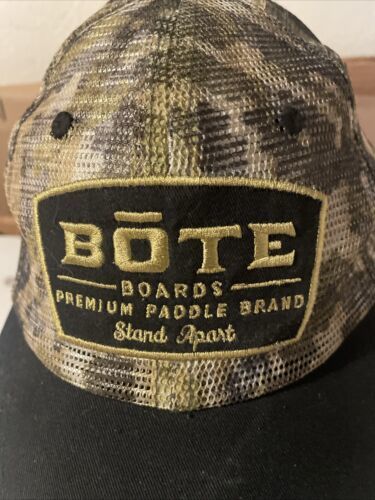 BŌTE
BOARDS
PREMIUM PADDLE BRAND
Stand Apart